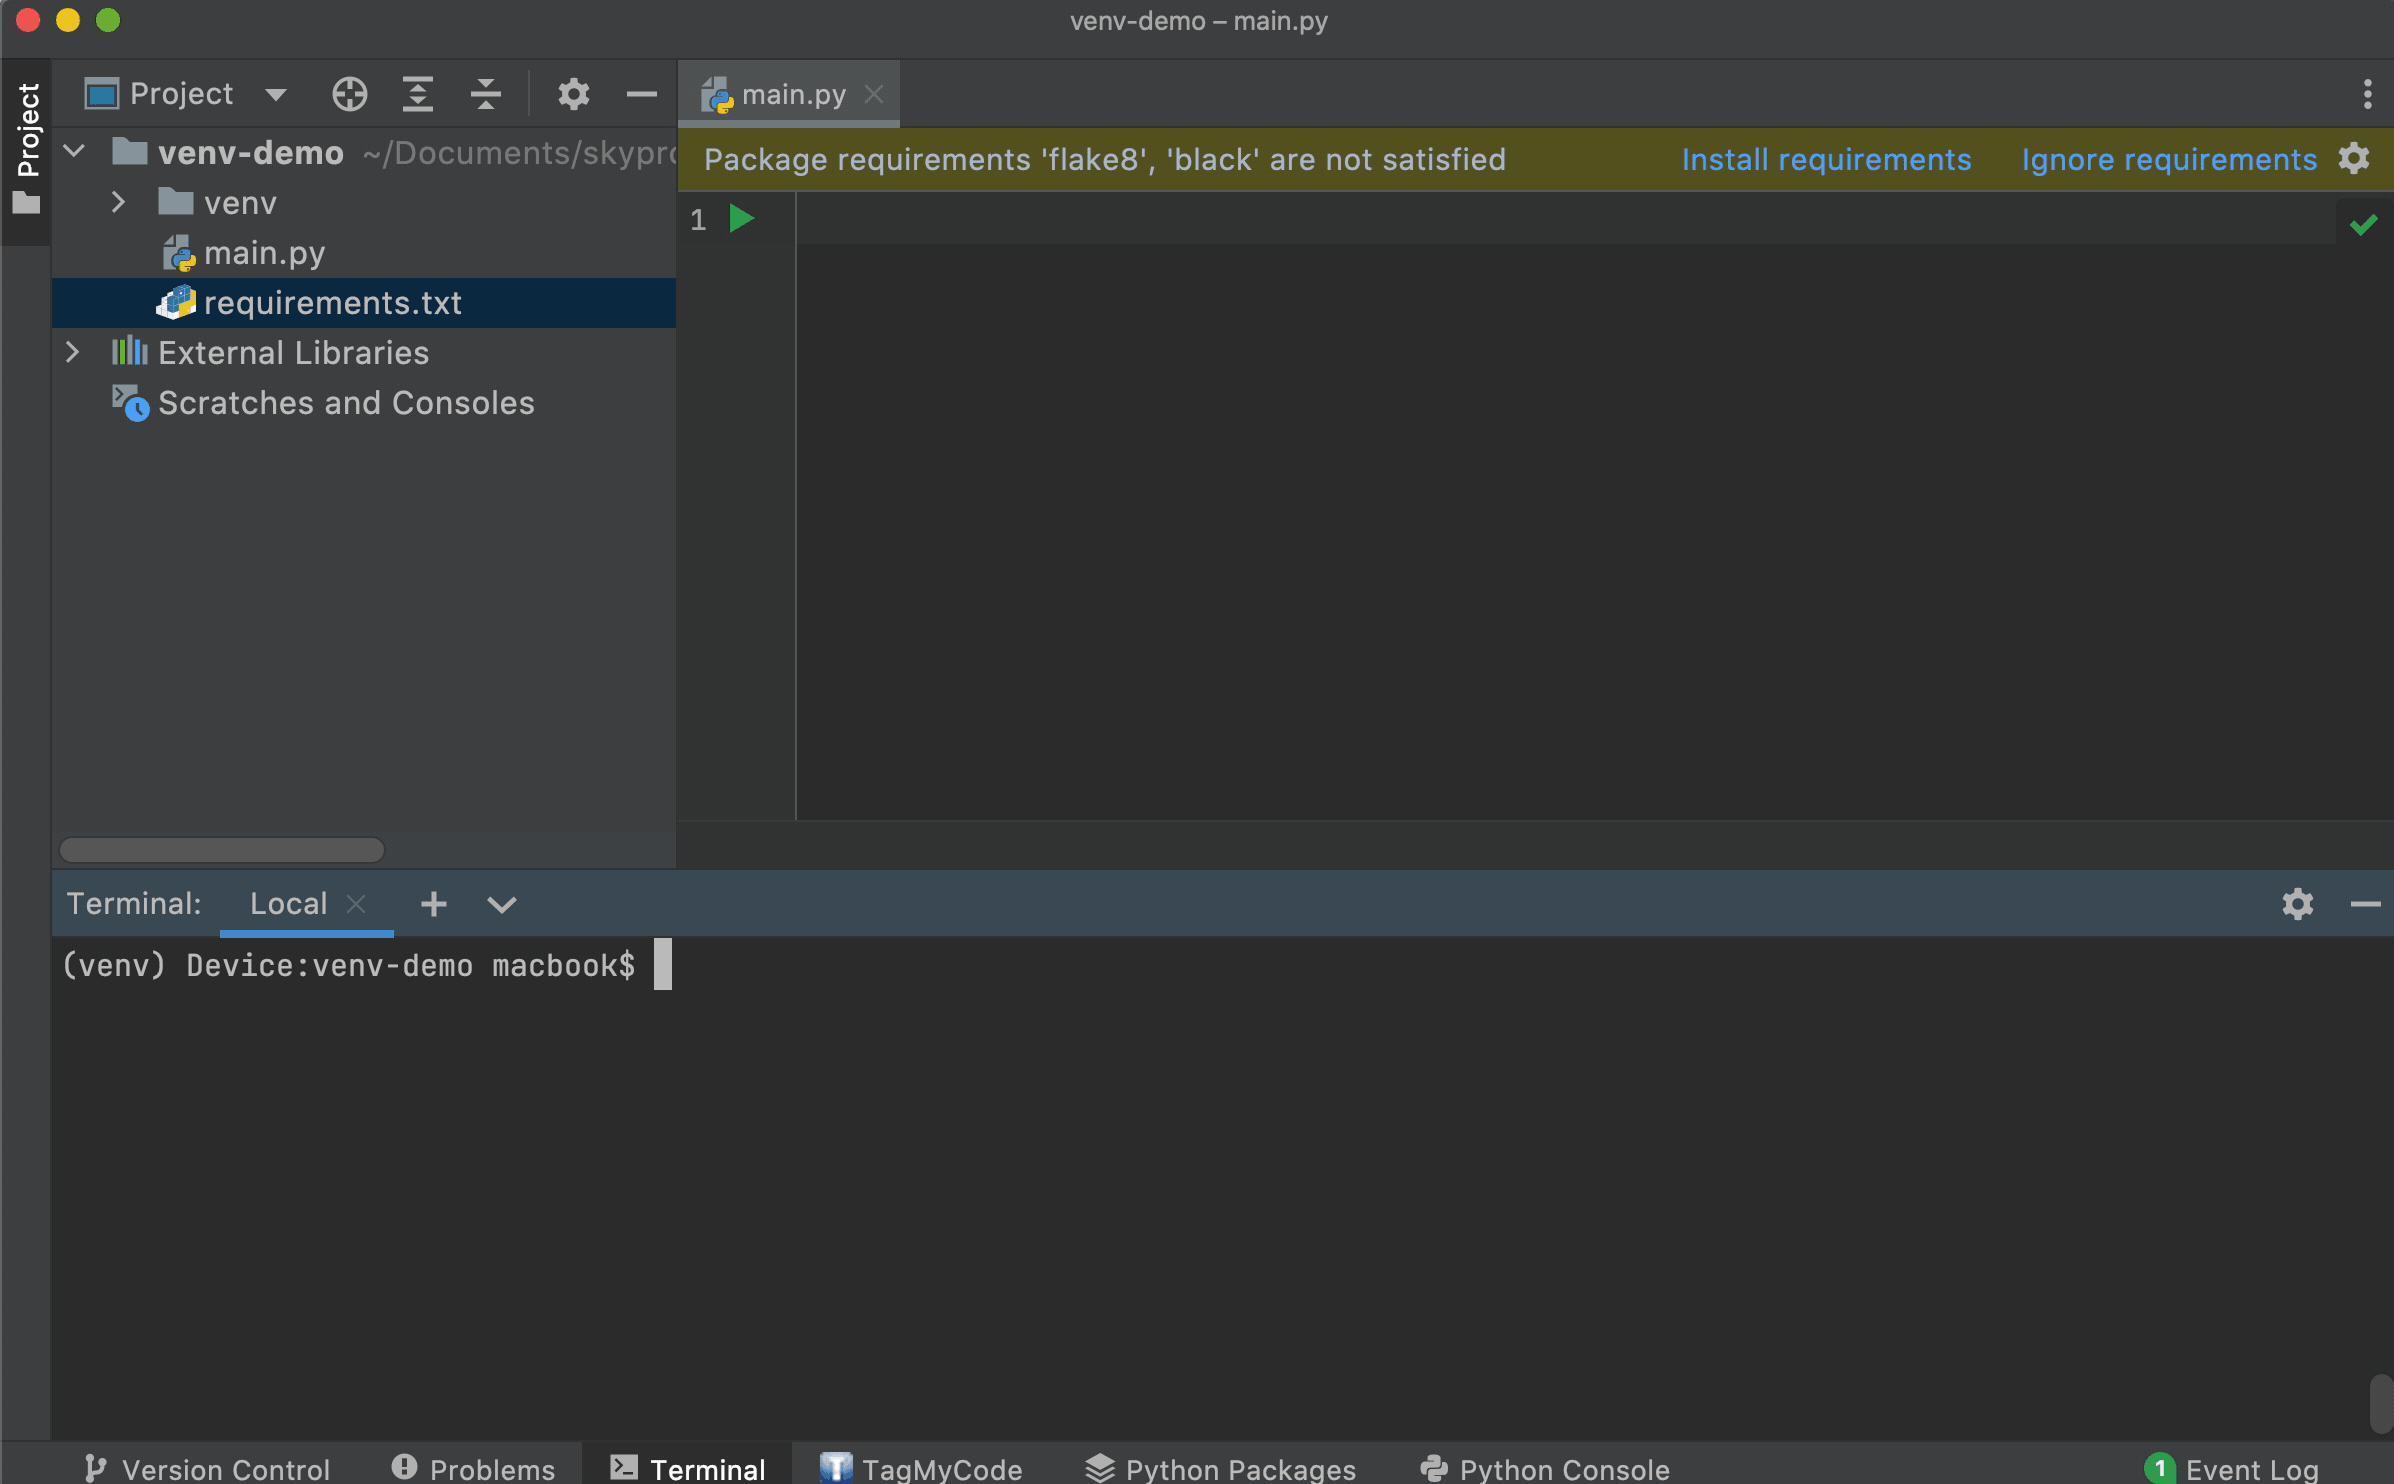 venv-demo – main.py
Project
Project
main.py
venv-demo ~/Documents/skypro
Package requirements 'flake8', 'black' are not satisfied
Install requirements
Ignore requirements
venv
main.py
requirements.txt
External Libraries
Scratches and Consoles
1
Terminal:
Local
(venv) Device:venv-demo macbook$
Version Control
Problems
Terminal
TagMyCode
Python Packages
Python Console
1 Event Log